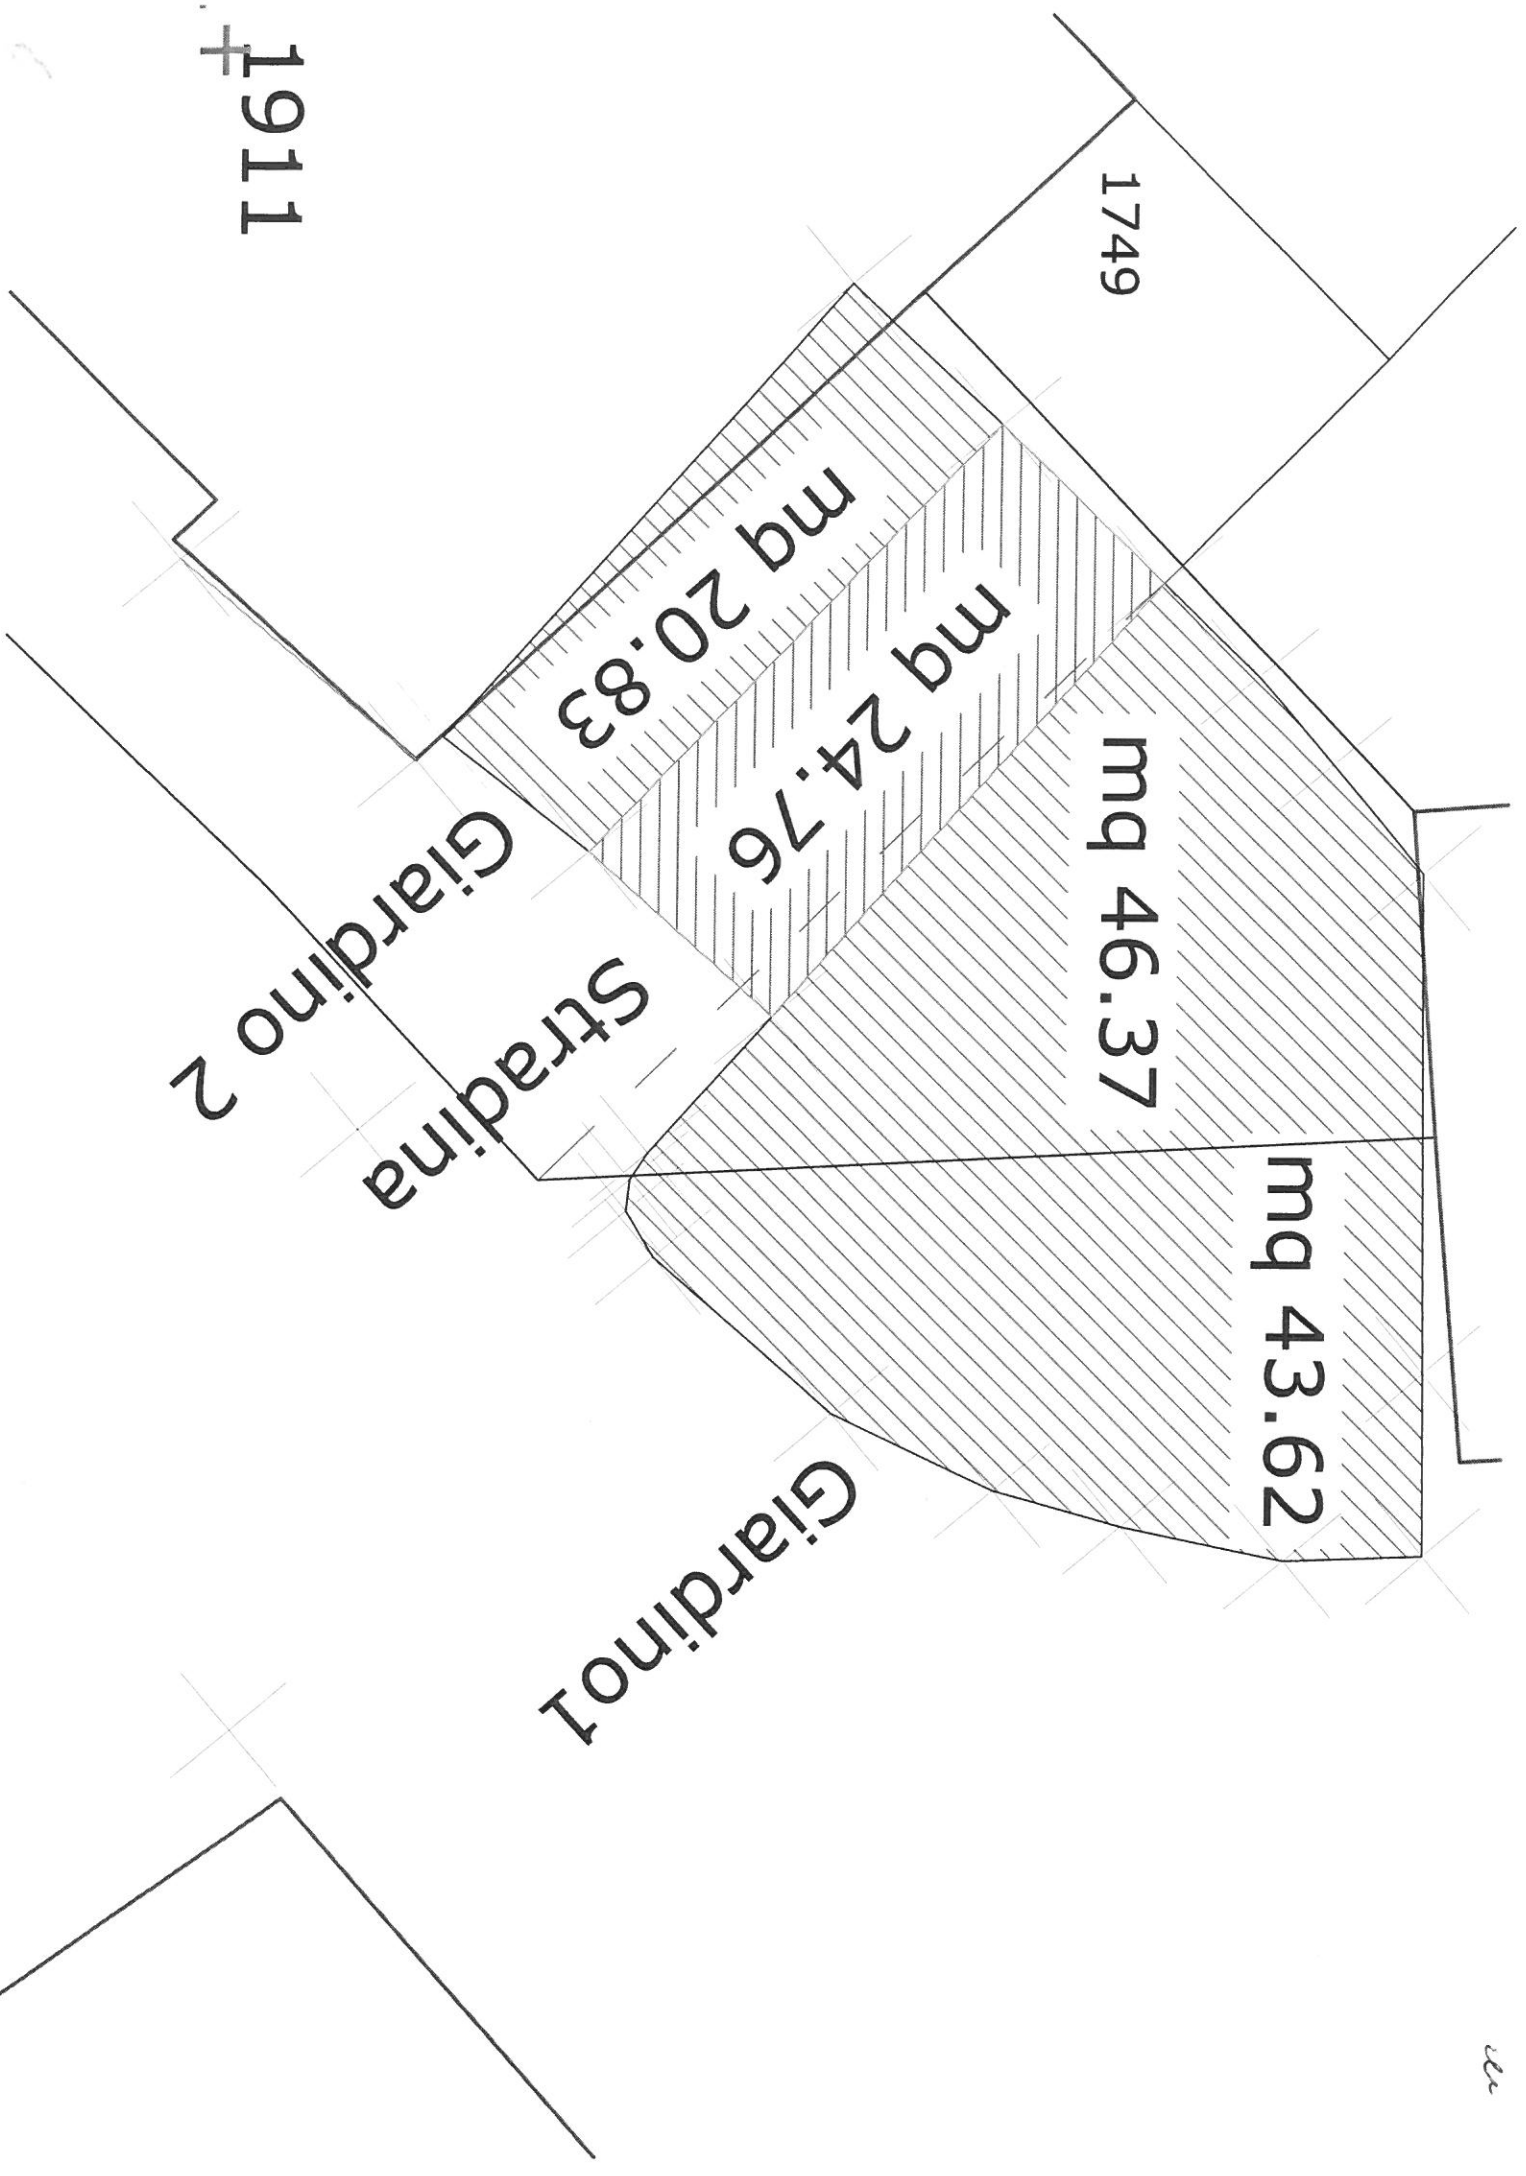 1911
1749
mq 20.83
mq 24.76
mq 46.37
mq 43.62
Giardino 2
Stradina
Giardino1